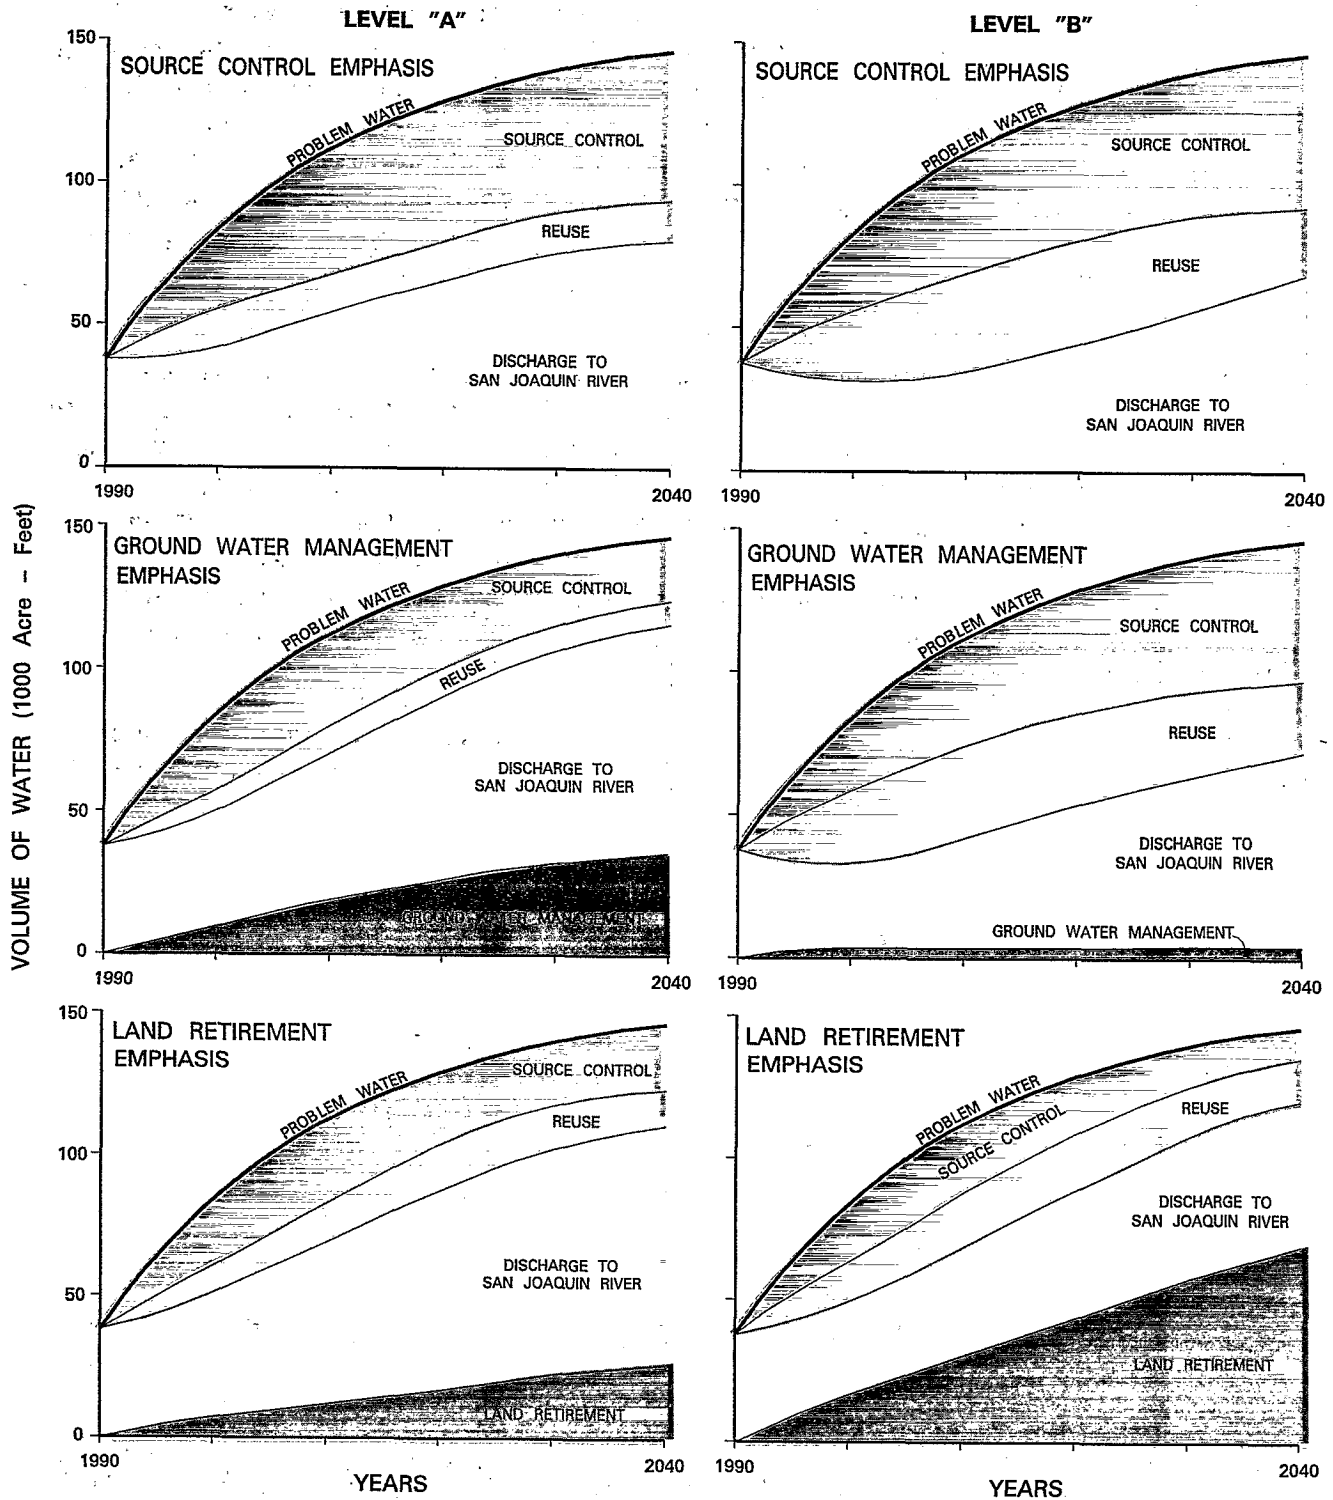 LEVEL "A"
LEVEL "B"
150
SOURCE CONTROL EMPHASIS
PROBLEM WATER
SOURCE CONTROL
100
REUSE
50
DISCHARGE TO
SAN JOAQUIN RIVER
0
1990
2040
SOURCE CONTROL EMPHASIS
PROBLEM WATER
SOURCE CONTROL
REUSE
DISCHARGE TO
SAN JOAQUIN RIVER
1990
2040
VOLUME OF WATER (1000 Acre - Feet)
150
GROUND WATER MANAGEMENT
EMPHASIS
PROBLEM WATER
SOURCE CONTROL
100
REUSE
DISCHARGE TO
SAN JOAQUIN RIVER
50
GROUND WATER MANAGEMENT
0
1990
2040
GROUND WATER MANAGEMENT
EMPHASIS
PROBLEM WATER
SOURCE CONTROL
REUSE
DISCHARGE TO
SAN JOAQUIN RIVER
GROUND WATER MANAGEMENT
1990
2040
150
LAND RETIREMENT
EMPHASIS
PROBLEM WATER
SOURCE CONTROL
REUSE
100
DISCHARGE TO
SAN JOAQUIN RIVER
50
LAND RETIREMENT
0
1990
2040
YEARS
LAND RETIREMENT
EMPHASIS
PROBLEM WATER
SOURCE CONTROL
REUSE
DISCHARGE TO
SAN JOAQUIN RIVER
LAND RETIREMENT
1990
2040
YEARS